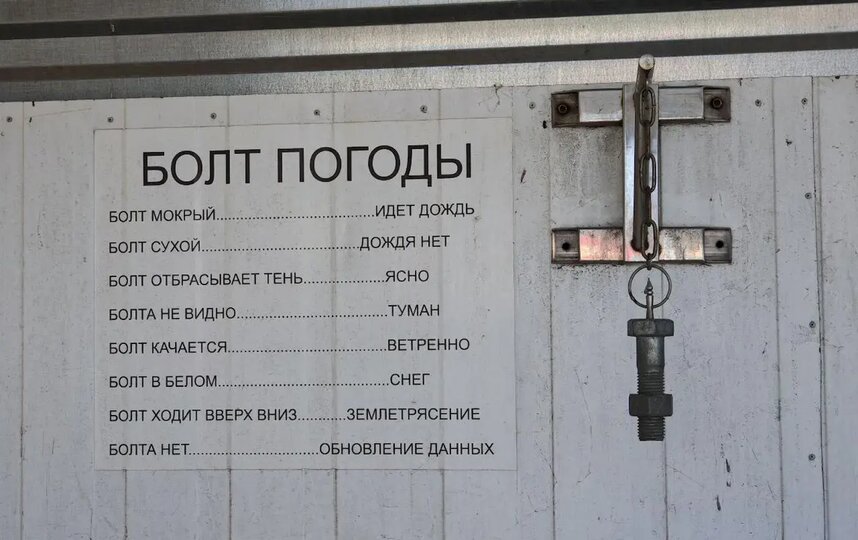 БОЛТ ПОГОДЫ
БОЛТ МОКРЫЙ........................ИДЕТ ДОЖДЬ
БОЛТ СУХОЙ........................ДОЖДЯ НЕТ
БОЛТ ОТБРАСЫВАЕТ ТЕНЬ............ЯСНО
БОЛТА НЕ ВИДНО.......................ТУМАН
БОЛТ КАЧАЕТСЯ........................ВЕТРЕННО
БОЛТ В БЕЛОМ..........................СНЕГ
БОЛТ ХОДИТ ВВЕРХ ВНИЗ...........ЗЕМЛЕТРЯСЕНИЕ
БОЛТА НЕТ....................ОБНОВЛЕНИЕ ДАННЫХ